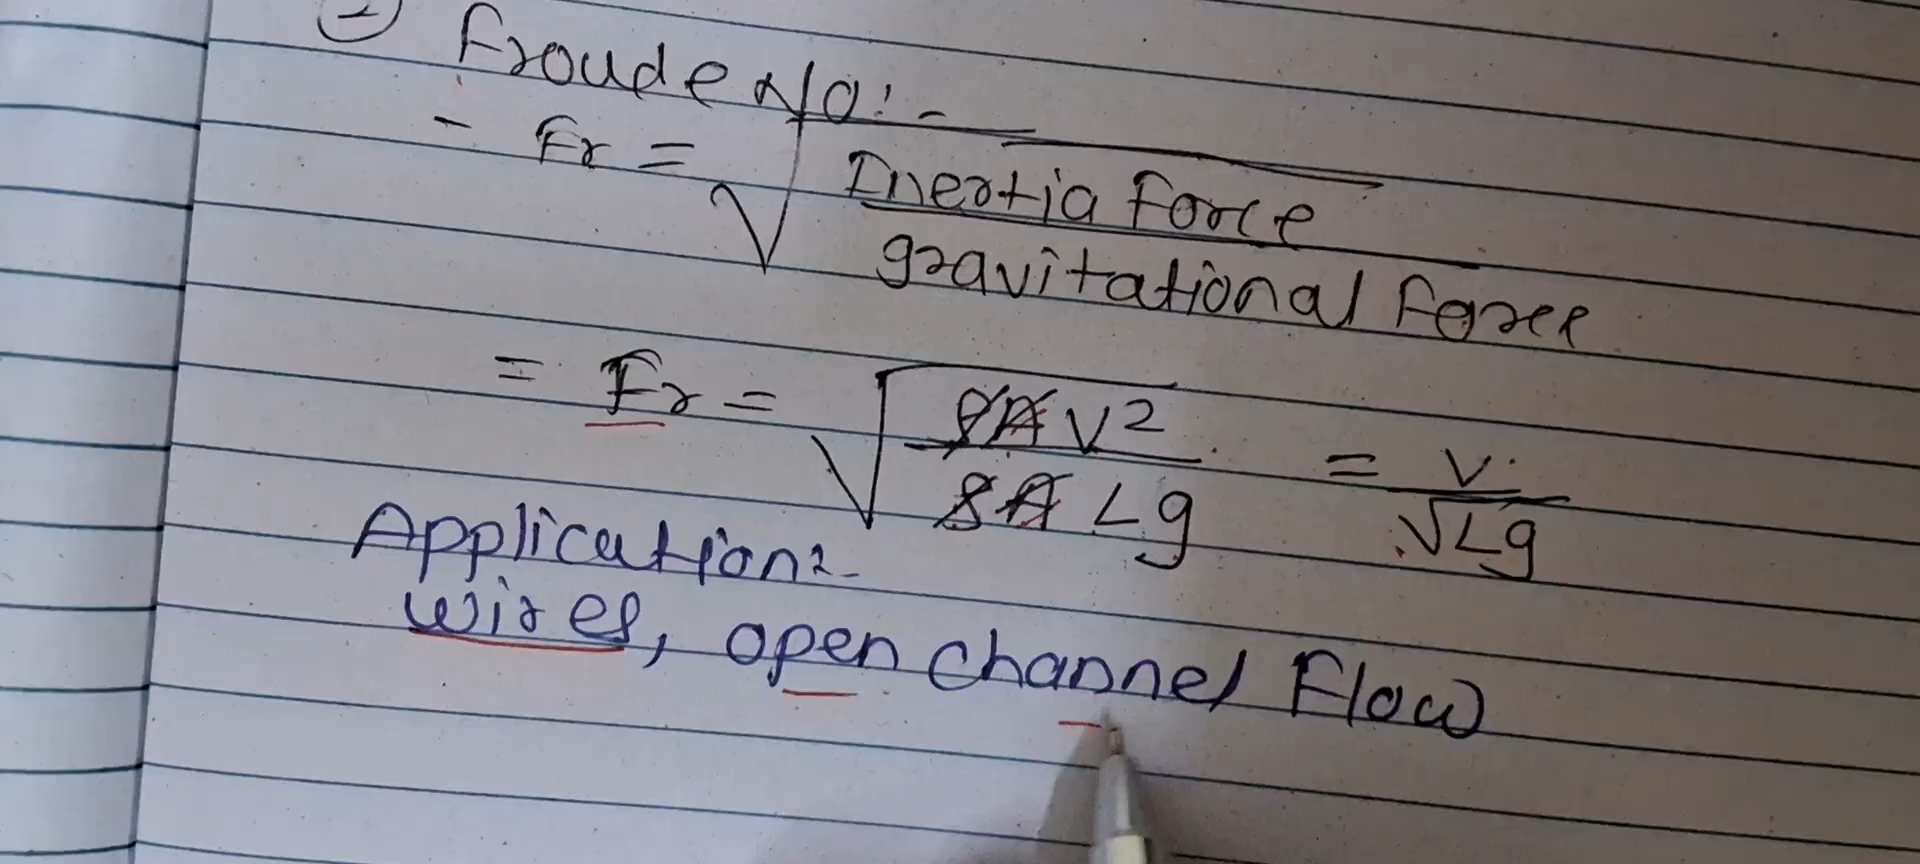 Froude No:-
- Fr = √(Inertia Force / gravitational Force)
= Fr = √(ρAV² / ρALg) = V / √Lg
Application:-
wires, open channel Flow